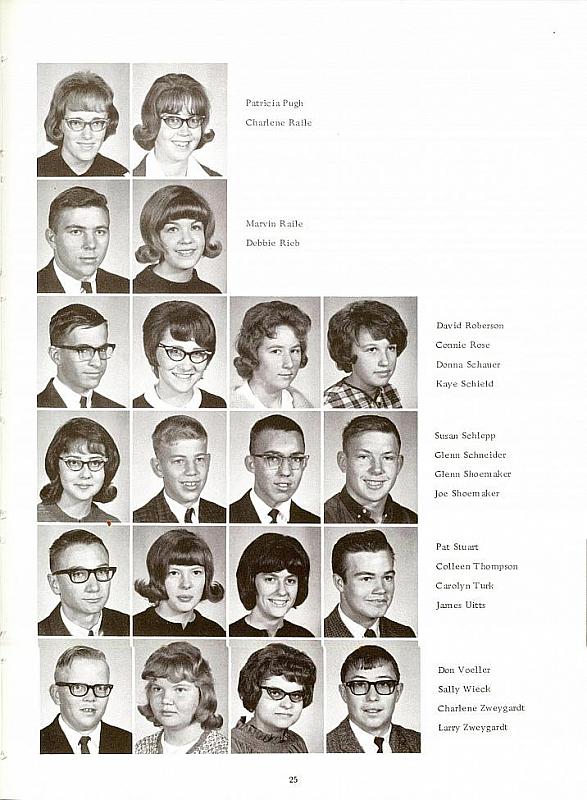 Patricia Pugh
Charlene Raile
Marvin Raile
Debbie Rieb
David Roberson
Connie Rose
Donna Schauer
Kaye Schield
Susan Schlepp
Glenn Schneider
Glenn Shoemaker
Joe Shoemaker
Pat Stuart
Colleen Thompson
Carolyn Turk
James Uitts
Don Voeller
Sally Wieck
Charlene Zweygardt
Larry Zweygardt
25